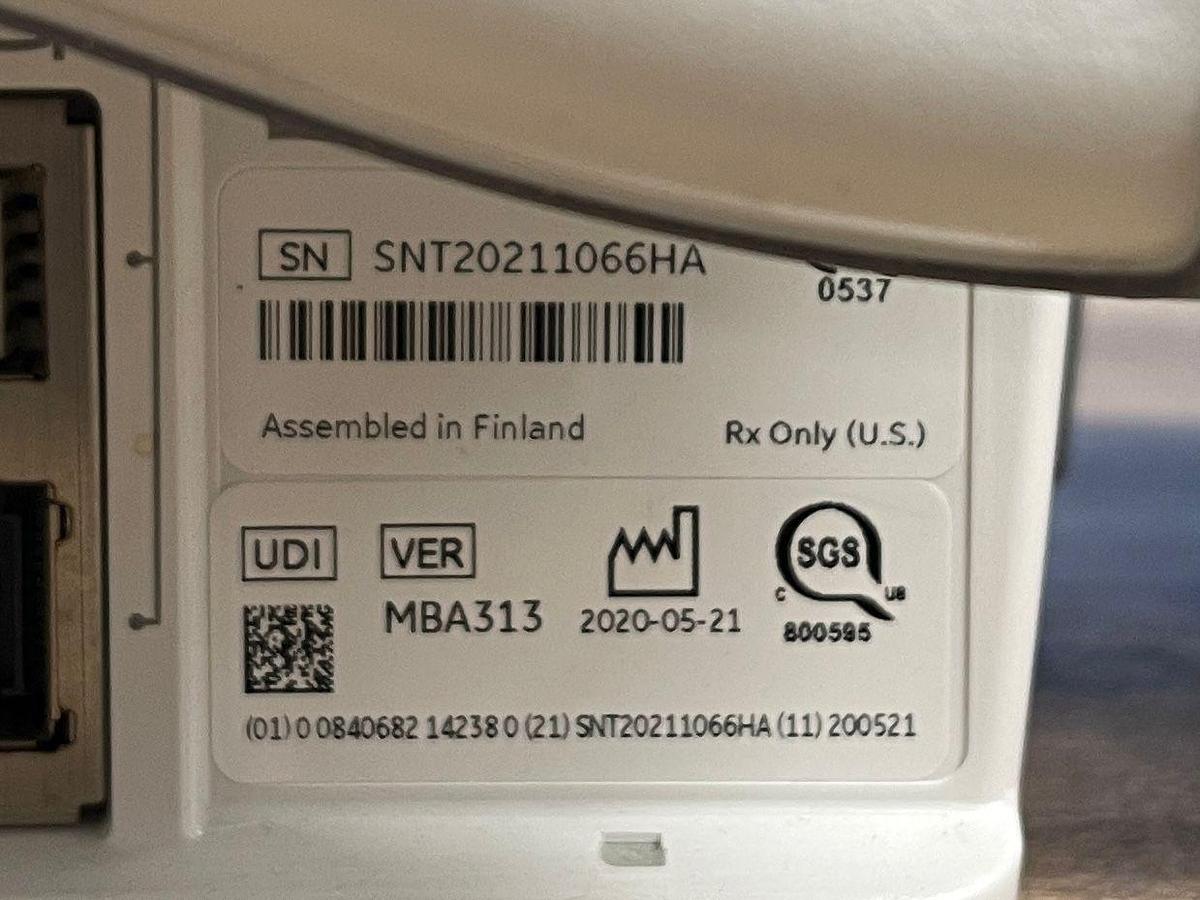 SN SNT20211066HA
0537
Assembled in Finland
Rx Only (U.S.)
UDI
VER
MBA313
2020-05-21
SGS
C US
800595
(01) 0 0840682 14238 0 (21) SNT20211066HA (11) 200521